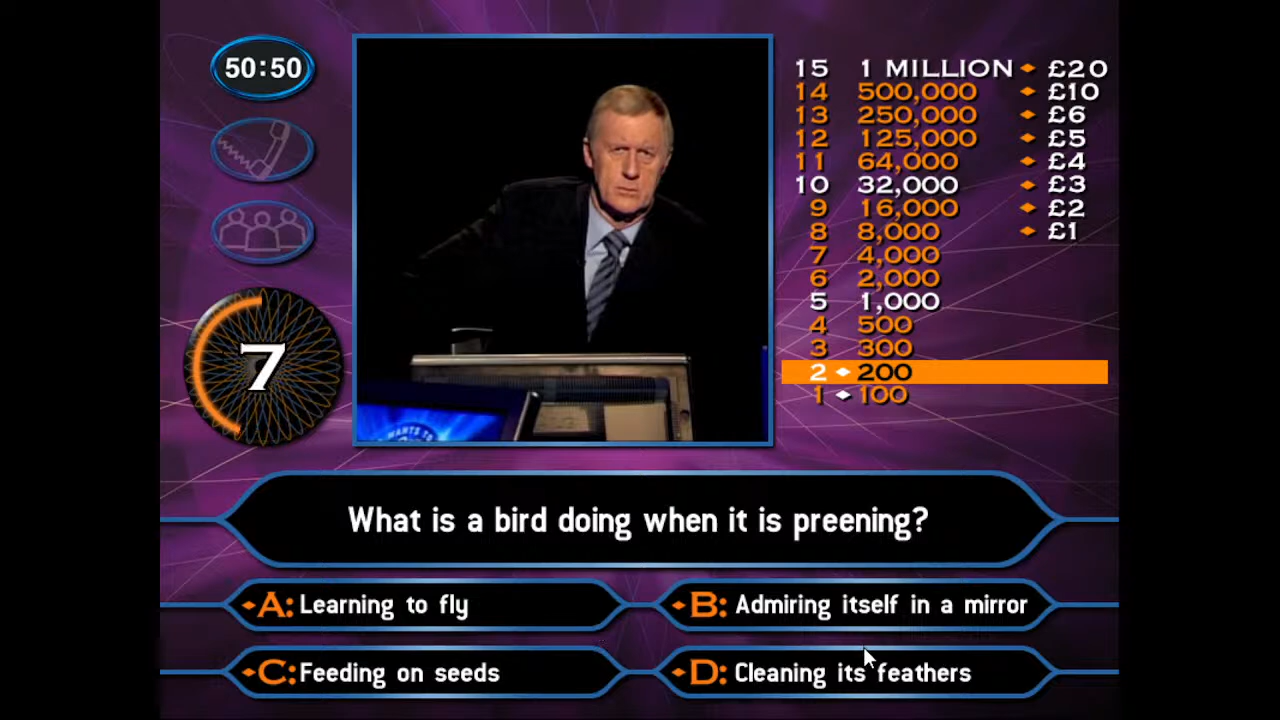 50:50
15 1 MILLION £20
14 500,000 £10
13 250,000 £6
12 125,000 £5
11 64,000 £4
10 32,000 £3
9 16,000 £2
8 8,000 £1
7 4,000
6 2,000
5 1,000
4 500
3 300
2 200
1 100
7
WANTS TO
What is a bird doing when it is preening?
A: Learning to fly
B: Admiring itself in a mirror
C: Feeding on seeds
D: Cleaning its feathers